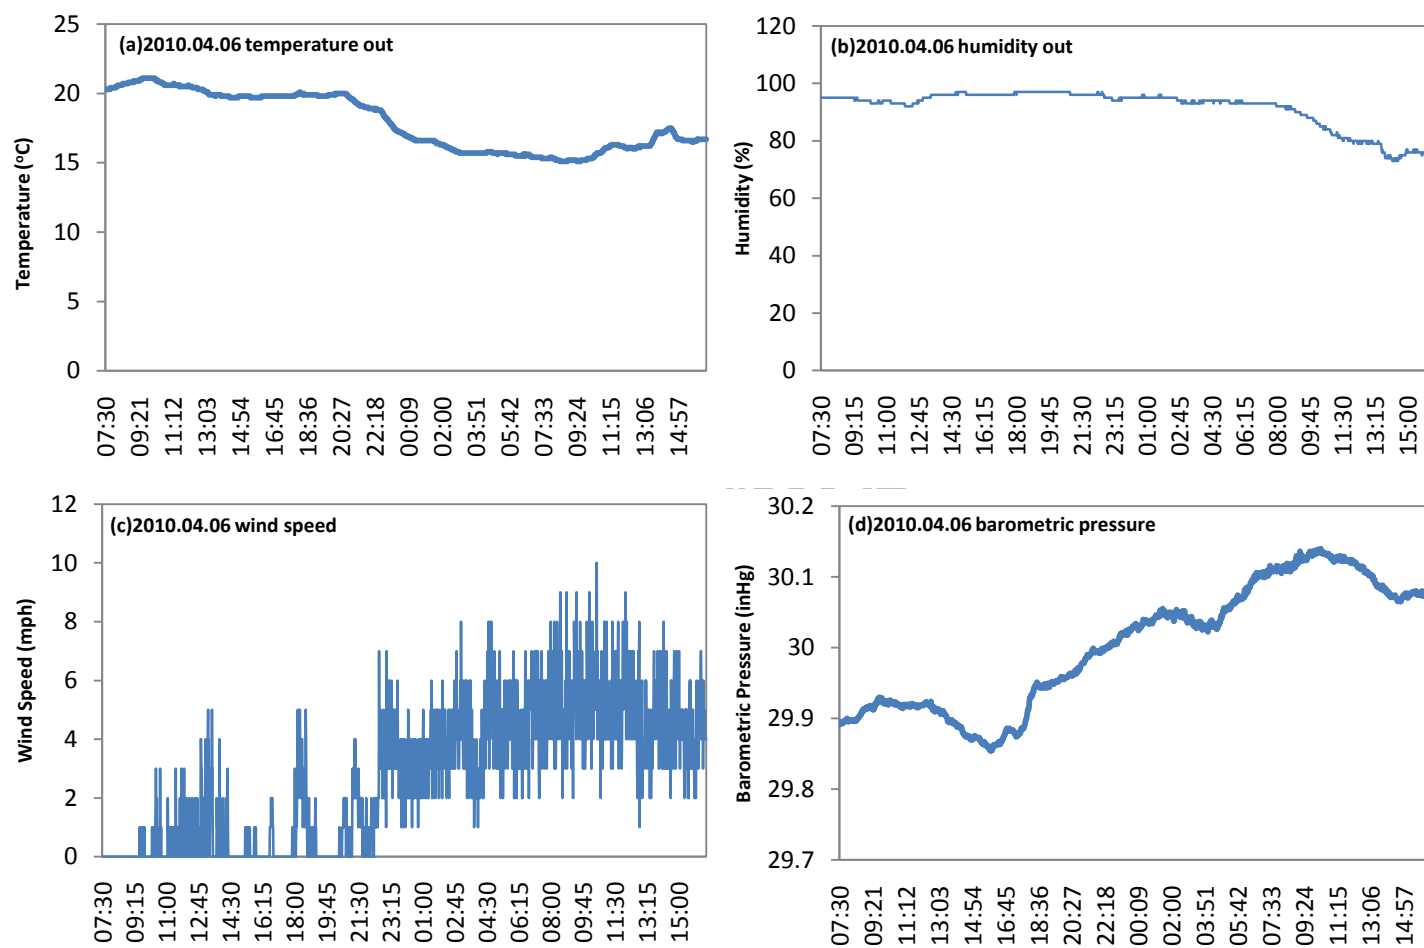 (a)2010.04.06 temperature out
Temperature (°C)
25
20
15
10
5
0
07:30 09:21 11:12 13:03 14:54 16:45 18:36 20:27 22:18 00:09 02:00 03:51 05:42 07:33 09:24 11:15 13:06 14:57
(b)2010.04.06 humidity out
Humidity (%)
120
100
80
60
40
20
0
07:30 09:15 11:00 12:45 14:30 16:15 18:00 19:45 21:30 23:15 01:00 02:45 04:30 06:15 08:00 09:45 11:30 13:15 15:00
(c)2010.04.06 wind speed
Wind Speed (mph)
12
10
8
6
4
2
0
07:30 09:15 11:00 12:45 14:30 16:15 18:00 19:45 21:30 23:15 01:00 02:45 04:30 06:15 08:00 09:45 11:30 13:15 15:00
(d)2010.04.06 barometric pressure
Barometric Pressure (inHg)
30.2
30.1
30
29.9
29.8
29.7
07:30 09:21 11:12 13:03 14:54 16:45 18:36 20:27 22:18 00:09 02:00 03:51 05:42 07:33 09:24 11:15 13:06 14:57